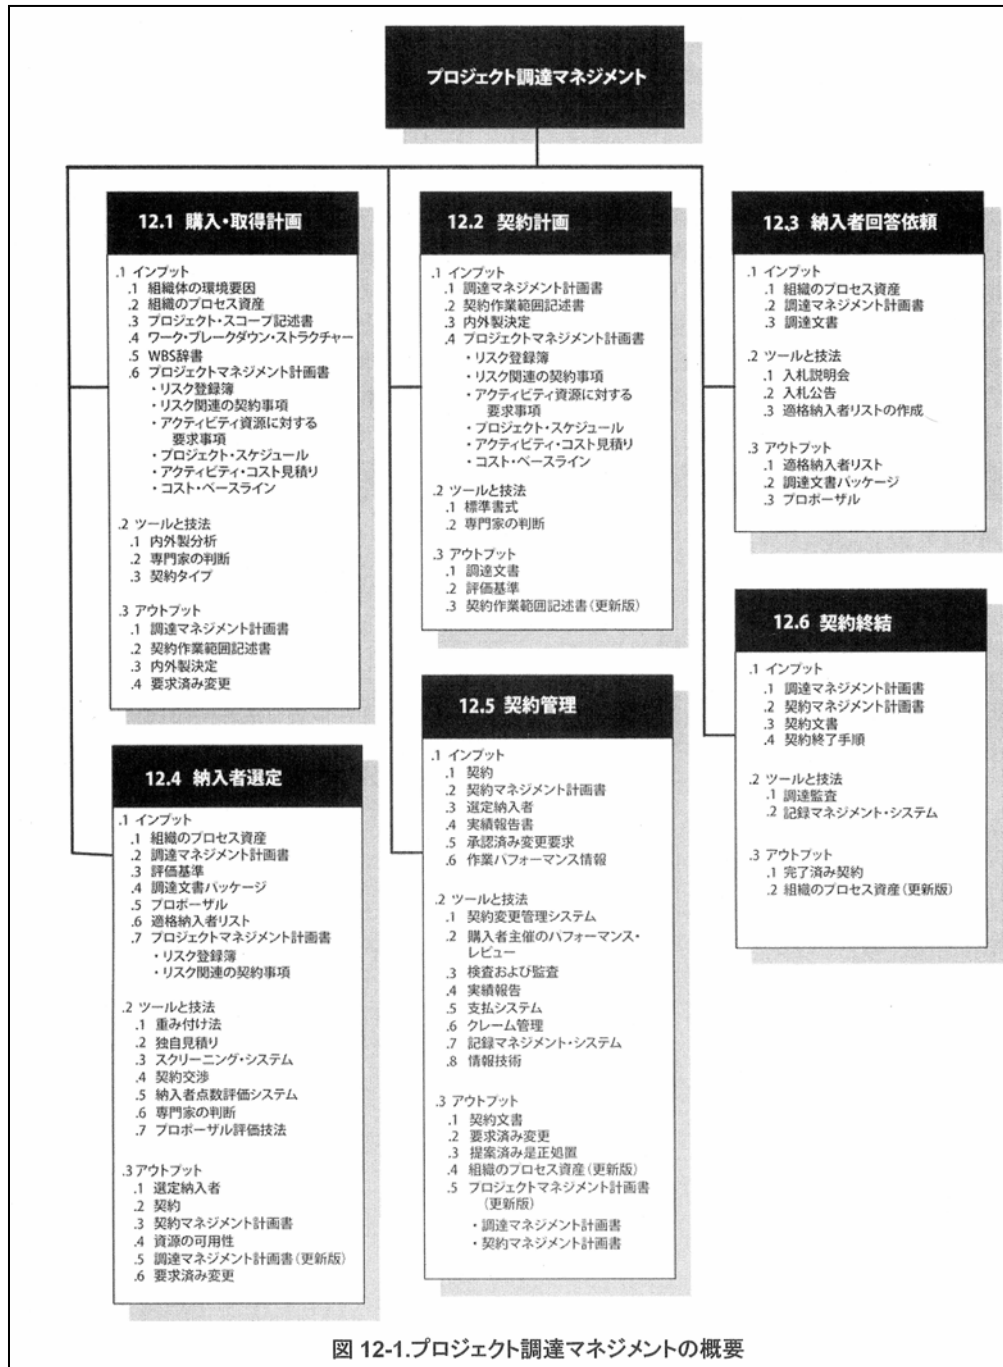 プロジェクト調達マネジメント
12.1 購入・取得計画
.1 インプット
.1 組織体の環境要因
.2 組織のプロセス資産
.3 プロジェクト・スコープ記述書
.4 ワーク・ブレークダウン・ストラクチャー
.5 WBS辞書
.6 プロジェクトマネジメント計画書
・リスク登録簿
・リスク関連の契約事項
・アクティビティ資源に対する
要求事項
・プロジェクト・スケジュール
・アクティビティ・コスト見積り
・コスト・ベースライン
.2 ツールと技法
.1 内外製分析
.2 専門家の判断
.3 契約タイプ
.3 アウトプット
.1 調達マネジメント計画書
.2 契約作業範囲記述書
.3 内外製決定
.4 要求済み変更
12.2 契約計画
.1 インプット
.1 調達マネジメント計画書
.2 契約作業範囲記述書
.3 内外製決定
.4 プロジェクトマネジメント計画書
・リスク登録簿
・リスク関連の契約事項
・アクティビティ資源に対する
要求事項
・プロジェクト・スケジュール
・アクティビティ・コスト見積り
・コスト・ベースライン
.2 ツールと技法
.1 標準書式
.2 専門家の判断
.3 アウトプット
.1 調達文書
.2 評価基準
.3 契約作業範囲記述書(更新版)
12.3 納入者回答依頼
.1 インプット
.1 組織のプロセス資産
.2 調達マネジメント計画書
.3 調達文書
.2 ツールと技法
.1 入札説明会
.2 入札公告
.3 適格納入者リストの作成
.3 アウトプット
.1 適格納入者リスト
.2 調達文書パッケージ
.3 プロポーザル
12.4 納入者選定
.1 インプット
.1 組織のプロセス資産
.2 調達マネジメント計画書
.3 評価基準
.4 調達文書パッケージ
.5 プロポーザル
.6 適格納入者リスト
.7 プロジェクトマネジメント計画書
・リスク登録簿
・リスク関連の契約事項
.2 ツールと技法
.1 重み付け法
.2 独自見積り
.3 スクリーニング・システム
.4 契約交渉
.5 納入者点数評価システム
.6 専門家の判断
.7 プロポーザル評価技法
.3 アウトプット
.1 選定納入者
.2 契約
.3 契約マネジメント計画書
.4 資源の可用性
.5 調達マネジメント計画書(更新版)
.6 要求済み変更
12.5 契約管理
.1 インプット
.1 契約
.2 契約マネジメント計画書
.3 選定納入者
.4 実績報告書
.5 承認済み変更要求
.6 作業パフォーマンス情報
.2 ツールと技法
.1 契約変更管理システム
.2 購入者主催のパフォーマンス・
レビュー
.3 検査および監査
.4 実績報告
.5 支払システム
.6 クレーム管理
.7 記録マネジメント・システム
.8 情報技術
.3 アウトプット
.1 契約文書
.2 要求済み変更
.3 提案済み是正処置
.4 組織のプロセス資産(更新版)
.5 プロジェクトマネジメント計画書
(更新版)
・調達マネジメント計画書
・契約マネジメント計画書
12.6 契約終結
.1 インプット
.1 調達マネジメント計画書
.2 契約マネジメント計画書
.3 契約文書
.4 契約終了手順
.2 ツールと技法
.1 調達監査
.2 記録マネジメント・システム
.3 アウトプット
.1 完了済み契約
.2 組織のプロセス資産(更新版)
図 12-1.プロジェクト調達マネジメントの概要